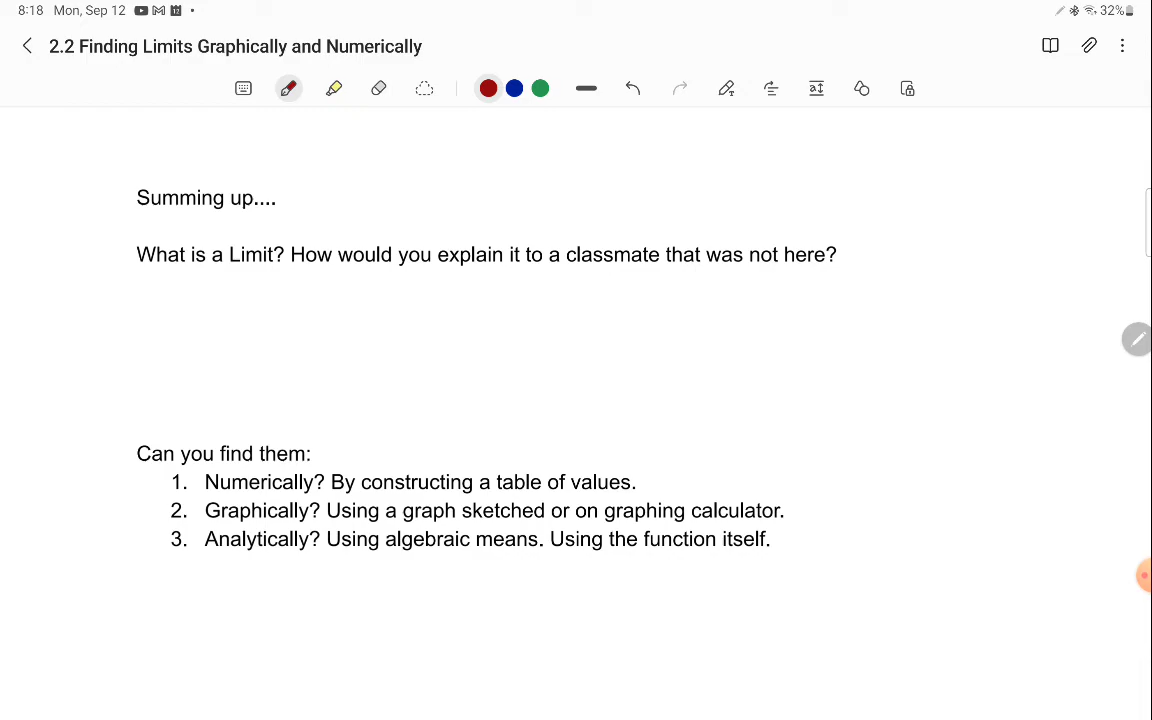 8:18 Mon, Sep 12 32%
2.2 Finding Limits Graphically and Numerically
Summing up....
What is a Limit? How would you explain it to a classmate that was not here?
Can you find them:
1. Numerically? By constructing a table of values.
2. Graphically? Using a graph sketched or on graphing calculator.
3. Analytically? Using algebraic means. Using the function itself.